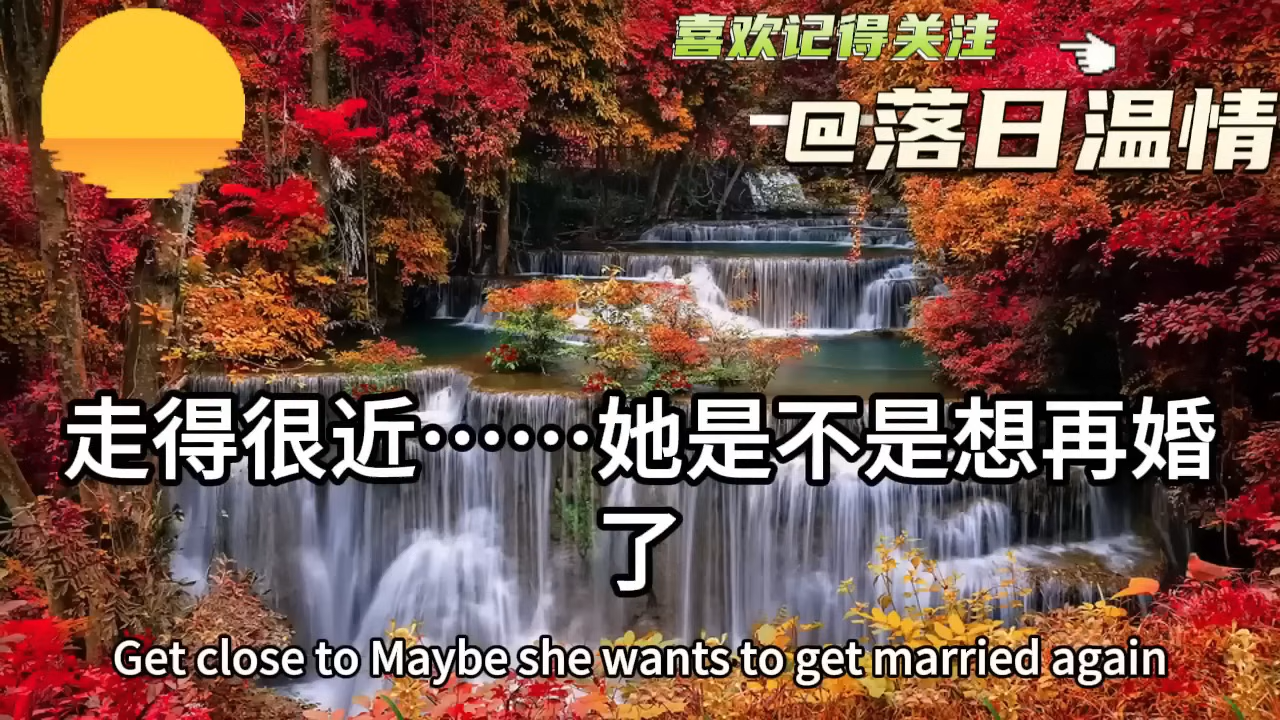 喜欢记得关注
@落日温情
走得很近……她是不是想再婚
了
Get close to Maybe she wants to get married again